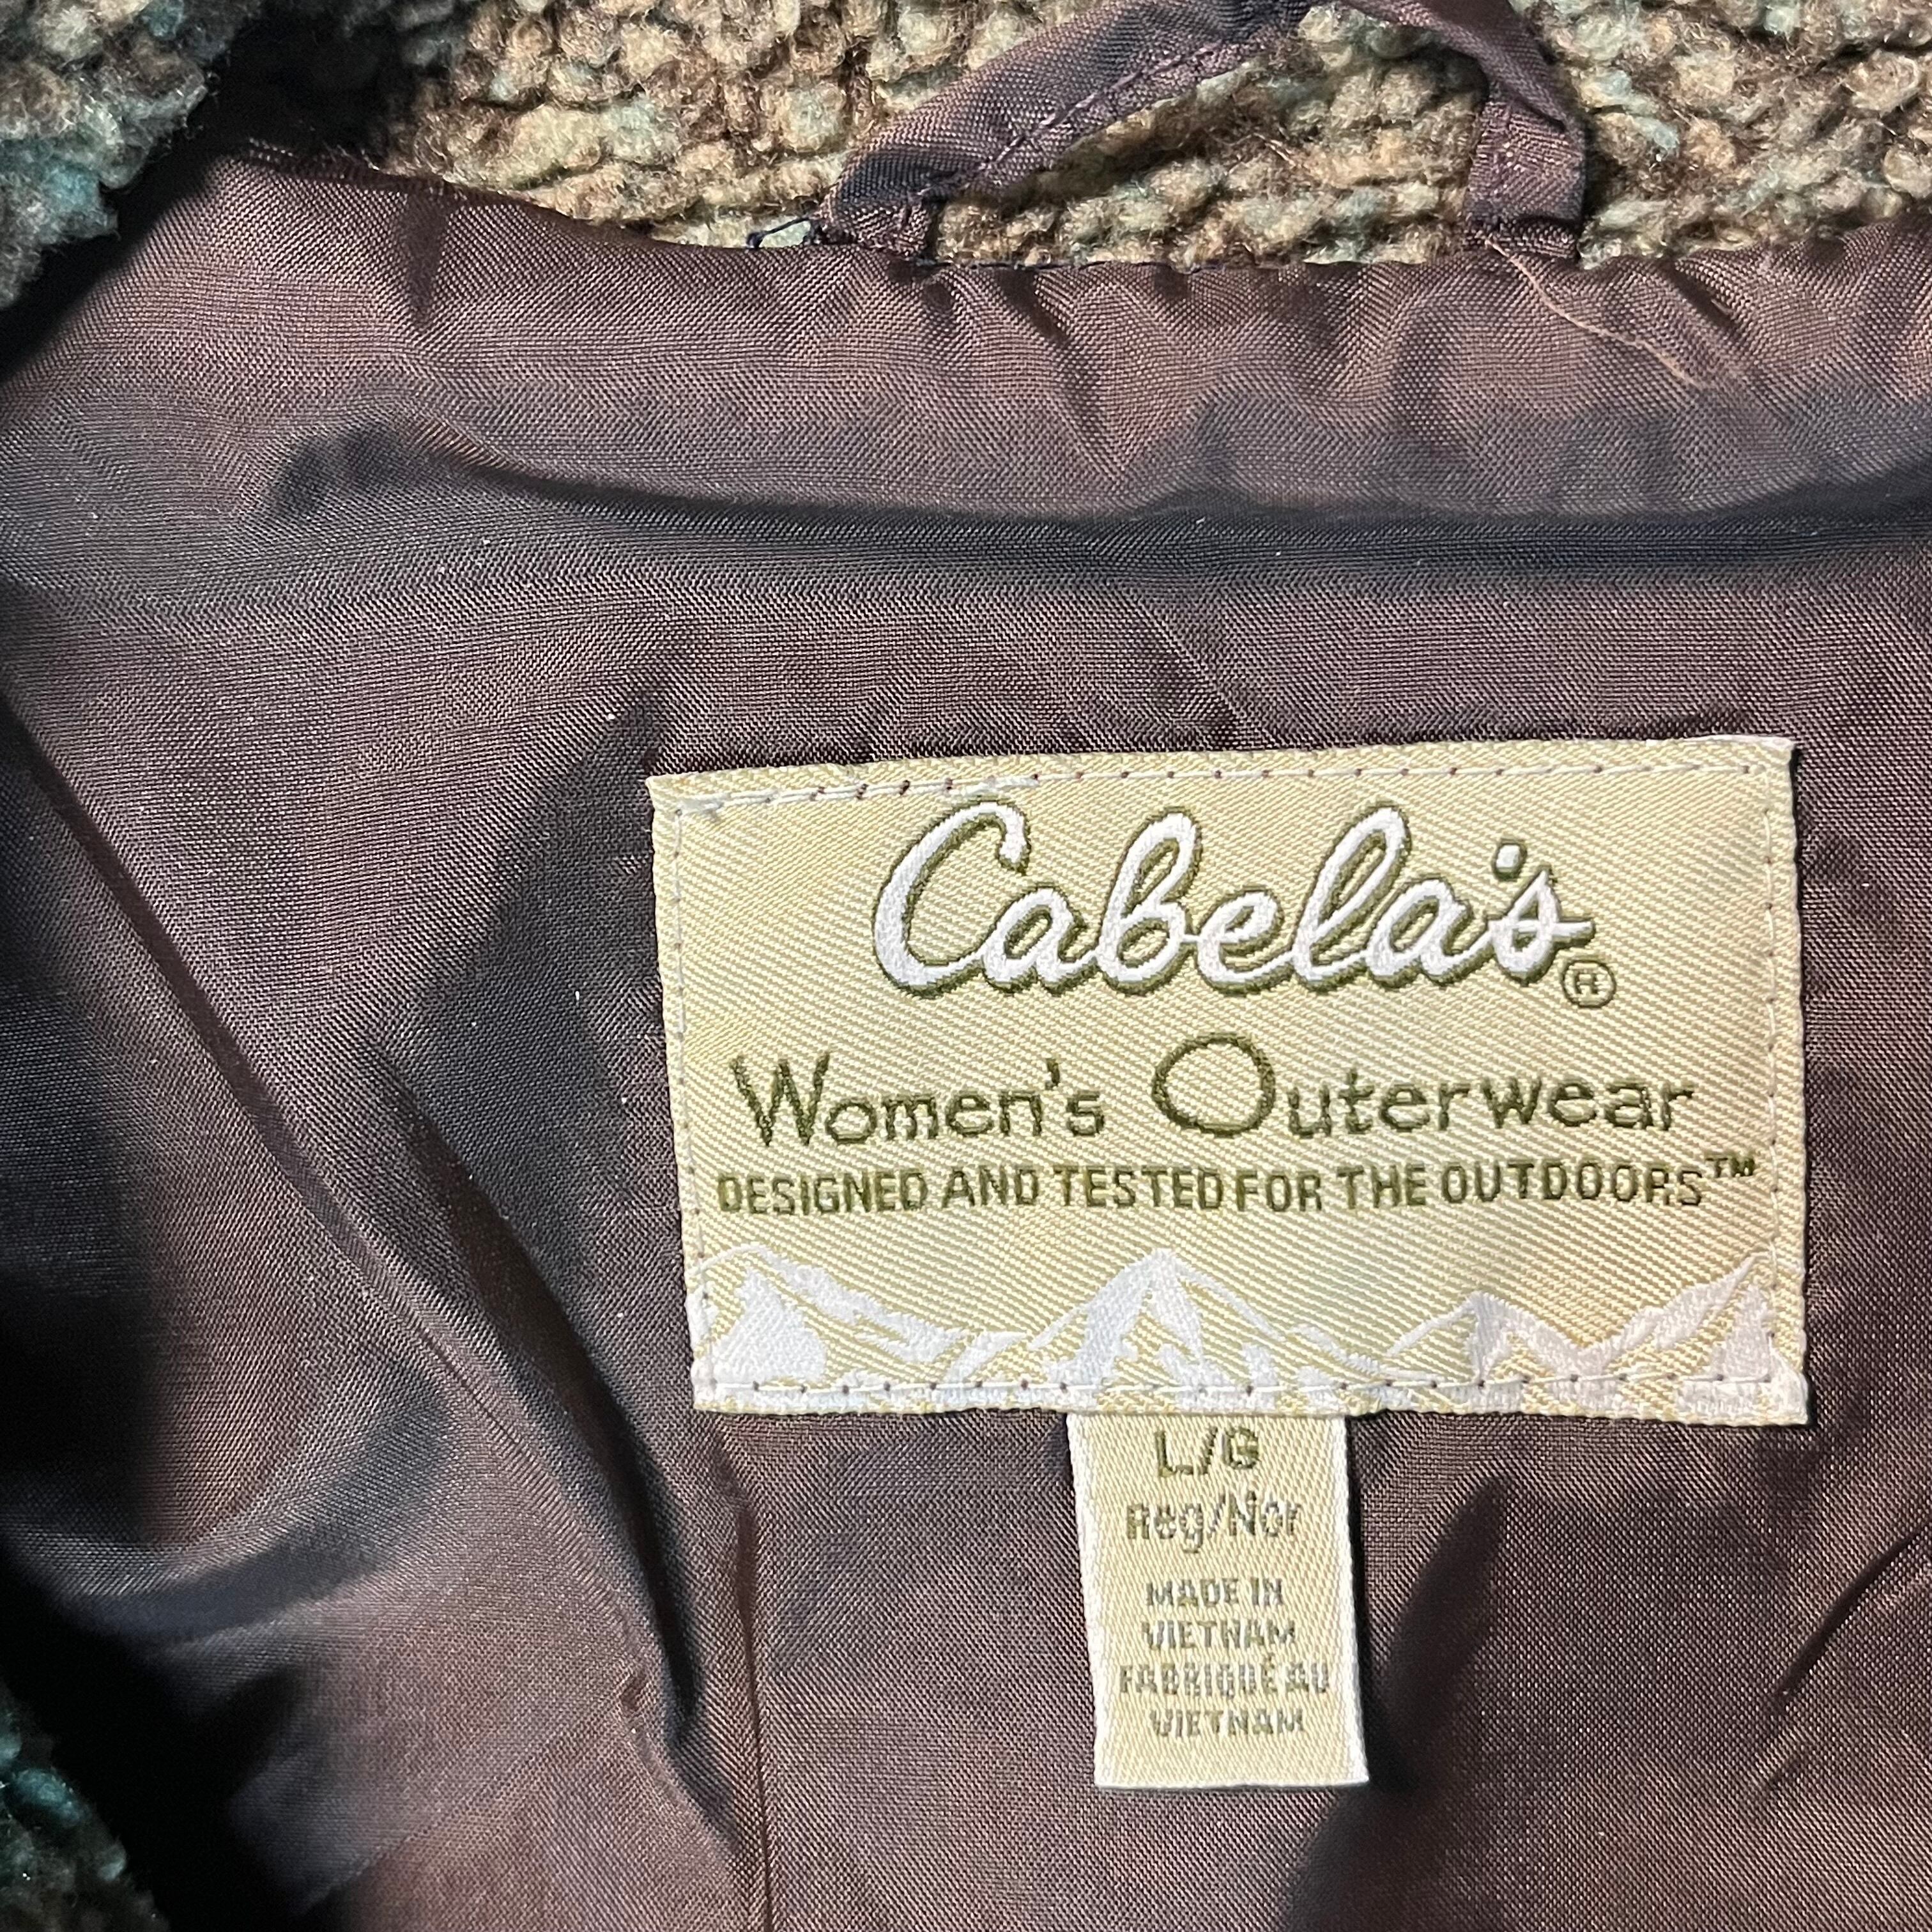 Cabela's®
Women's Outerwear
DESIGNED AND TESTED FOR THE OUTDOORS™
L/G
Reg/Nor
MADE IN
VIETNAM
FABRIQUÉ AU
VIETNAM